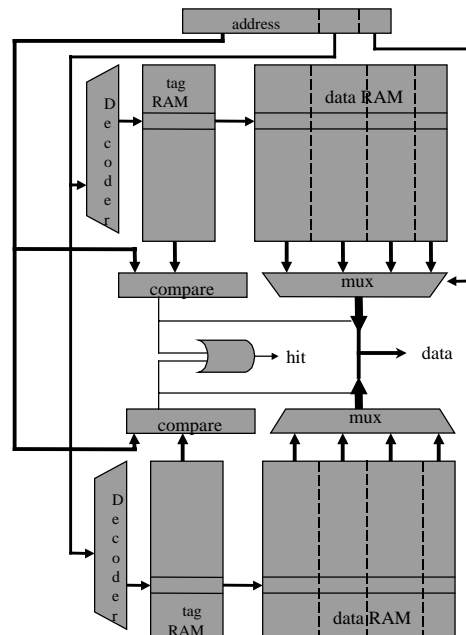 address
tag
RAM
data RAM
D
e
c
o
d
e
r
compare
mux
hit
data
compare
mux
D
e
c
o
d
e
r
tag
RAM
data RAM